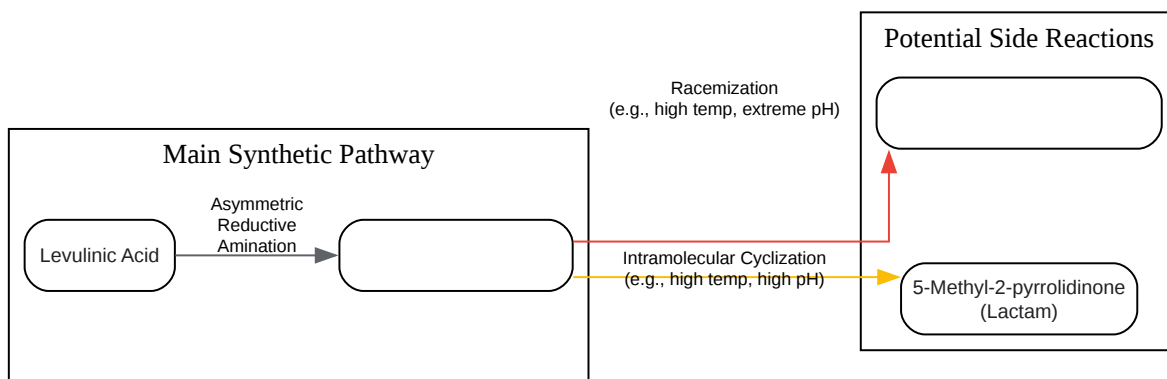 Potential Side Reactions
Racemization
(e.g., high temp, extreme pH)
Main Synthetic Pathway
Asymmetric
Reductive
Amination
Levulinic Acid
Intramolecular Cyclization
(e.g., high temp, high pH)
5-Methyl-2-pyrrolidinone
(Lactam)